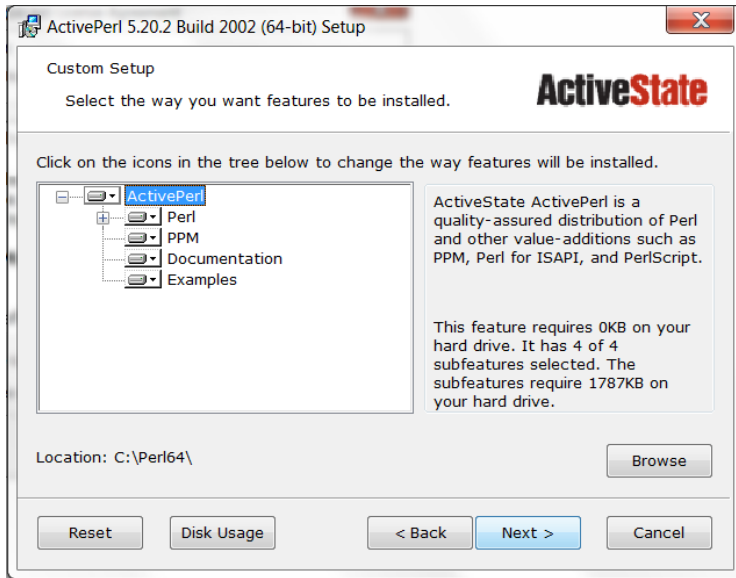 ActivePerl 5.20.2 Build 2002 (64-bit) Setup
Custom Setup
Select the way you want features to be installed.
ActiveState
Click on the icons in the tree below to change the way features will be installed.
ActivePerl
Perl
PPM
Documentation
Examples
ActiveState ActivePerl is a
quality-assured distribution of Perl
and other value-additions such as
PPM, Perl for ISAPI, and PerlScript.
This feature requires 0KB on your
hard drive. It has 4 of 4
subfeatures selected. The
subfeatures require 1787KB on
your hard drive.
Location: C:\Perl64\
Browse
Reset
Disk Usage
< Back
Next >
Cancel